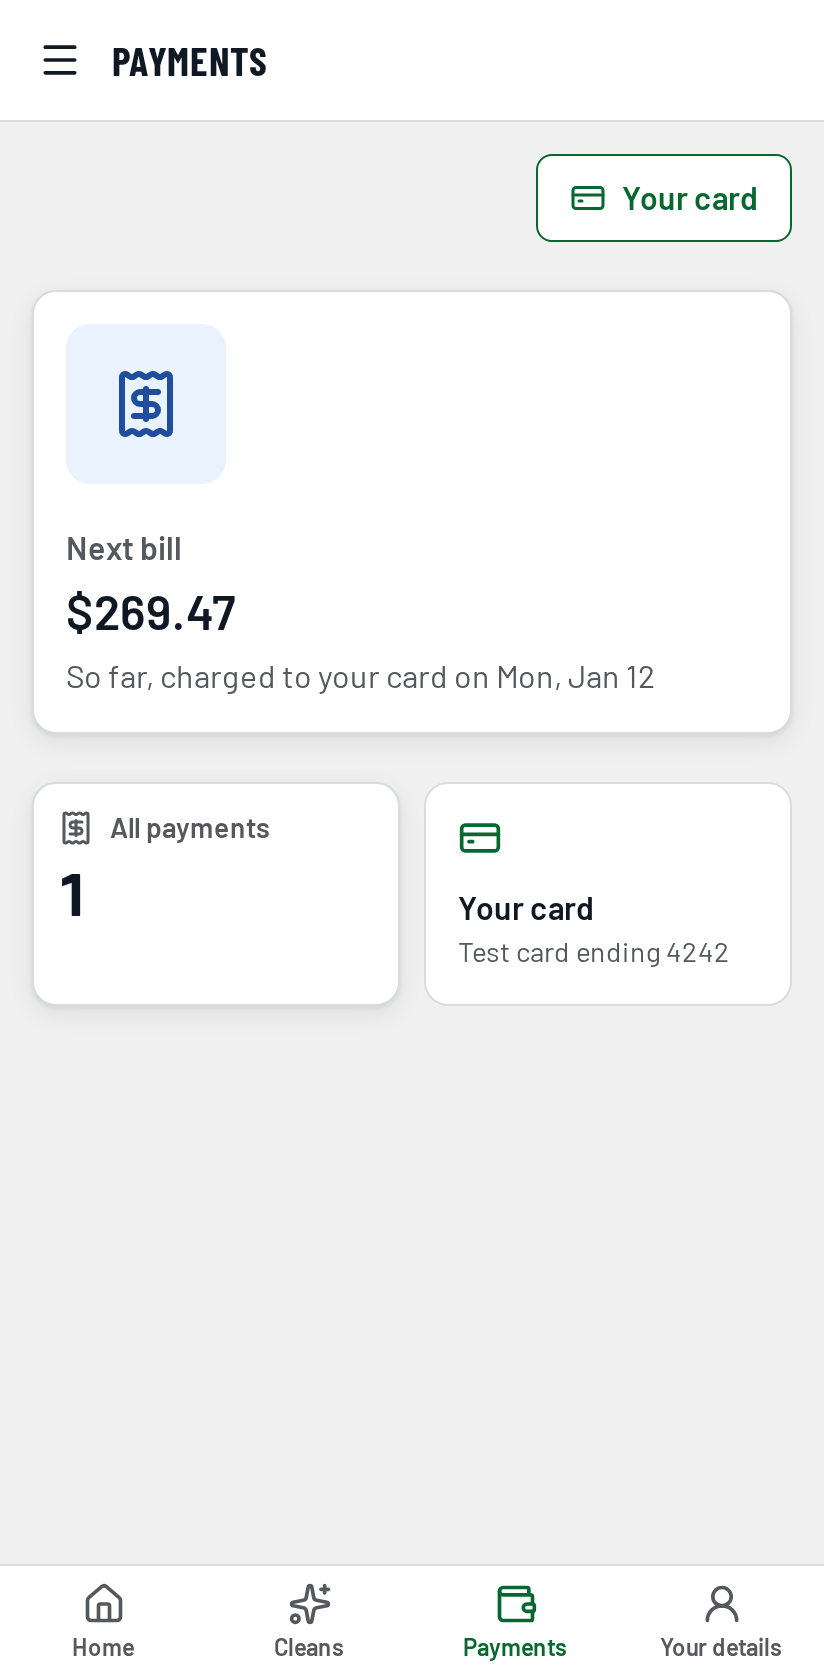 PAYMENTS
Your card
Next bill
$269.47
So far, charged to your card on Mon, Jan 12
All payments
1
Your card
Test card ending 4242
Home
Cleans
Payments
Your details